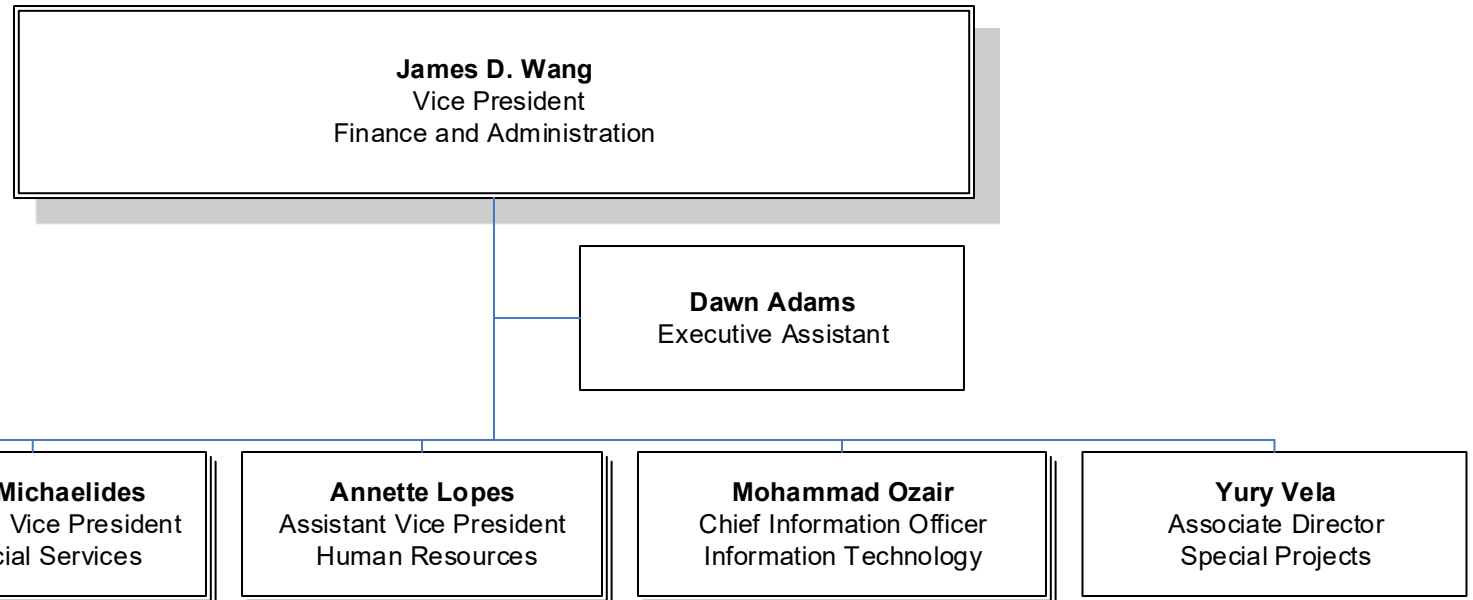 James D. Wang
Vice President
Finance and Administration
Dawn Adams
Executive Assistant
Michaelides
Vice President
Services
Annette Lopes
Assistant Vice President
Human Resources
Mohammad Ozair
Chief Information Officer
Information Technology
Yury Vela
Associate Director
Special Projects